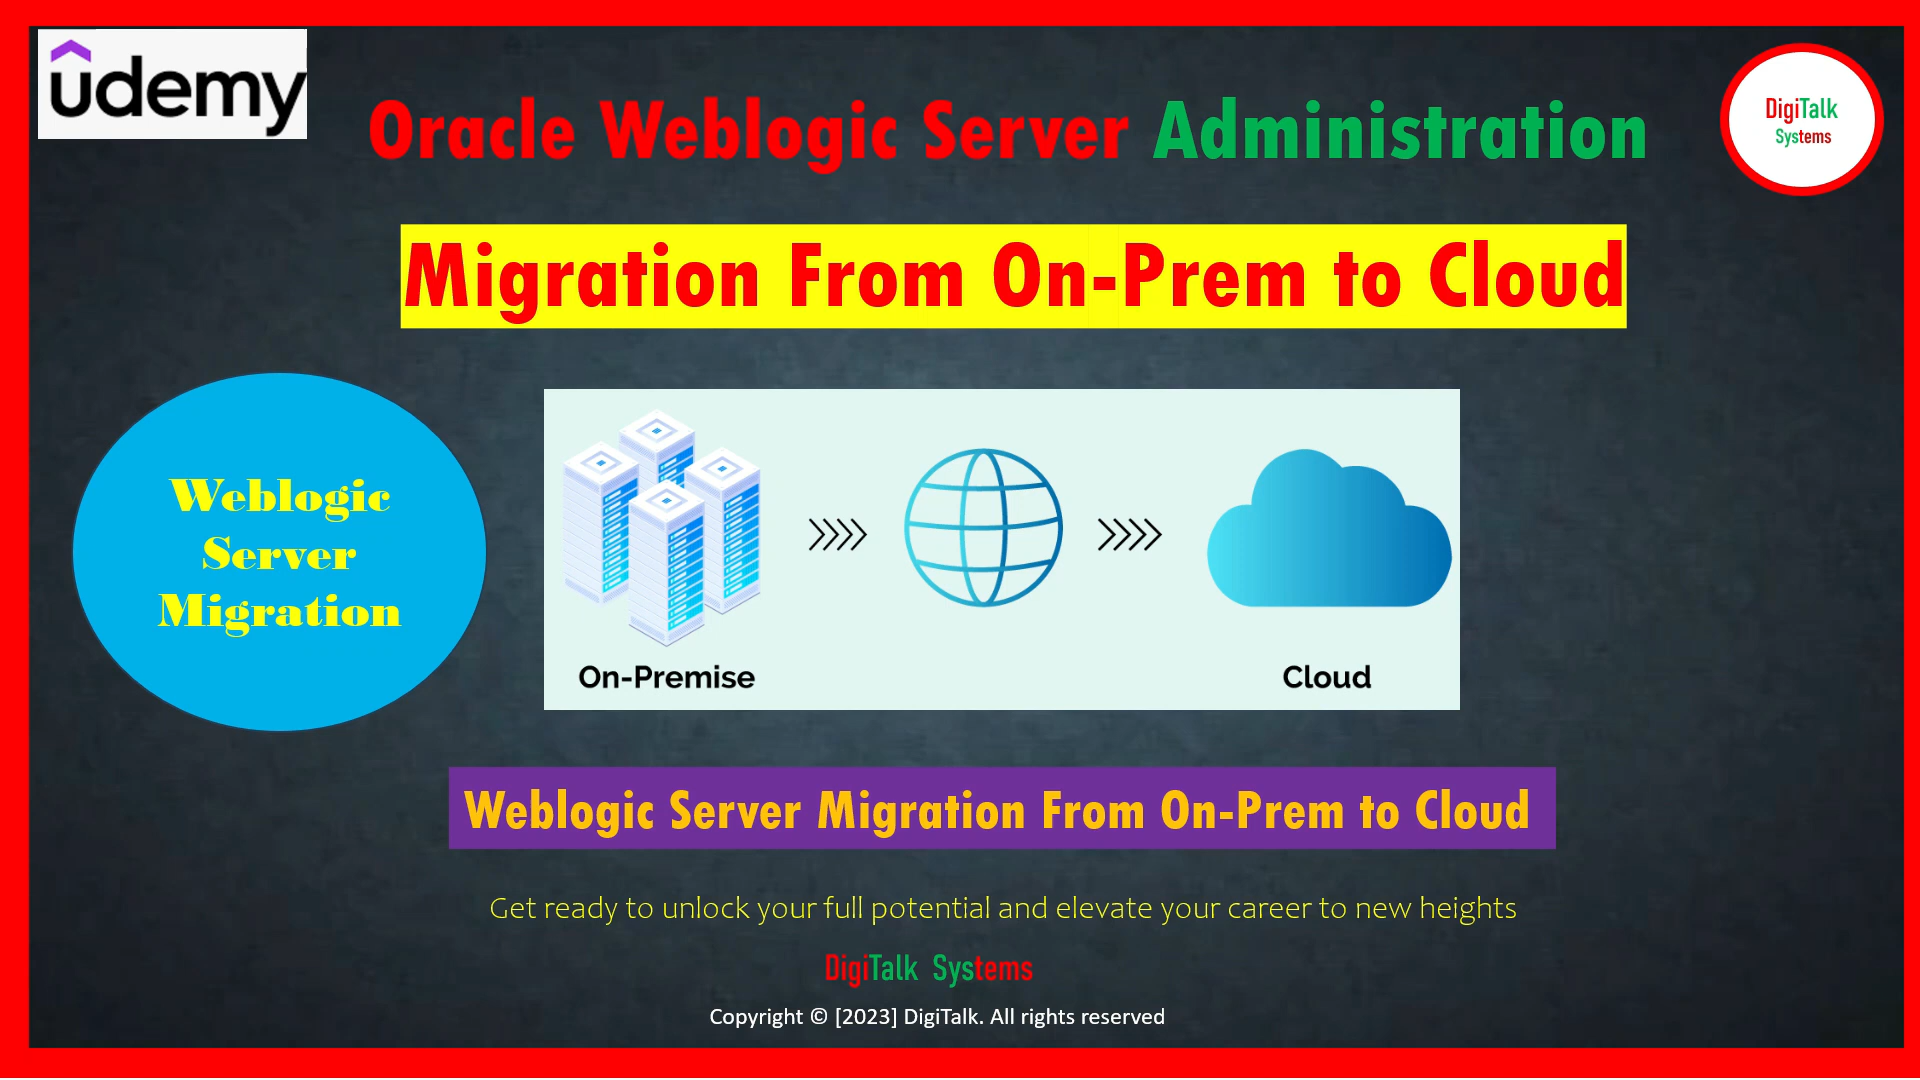 udemy
Oracle Weblogic Server Administration
DigiTalk
Systems
Migration From On-Prem to Cloud
Weblogic
Server
Migration
On-Premise
Cloud
Weblogic Server Migration From On-Prem to Cloud
Get ready to unlock your full potential and elevate your career to new heights
DigiTalk Systems
Copyright © [2023] DigiTalk. All rights reserved